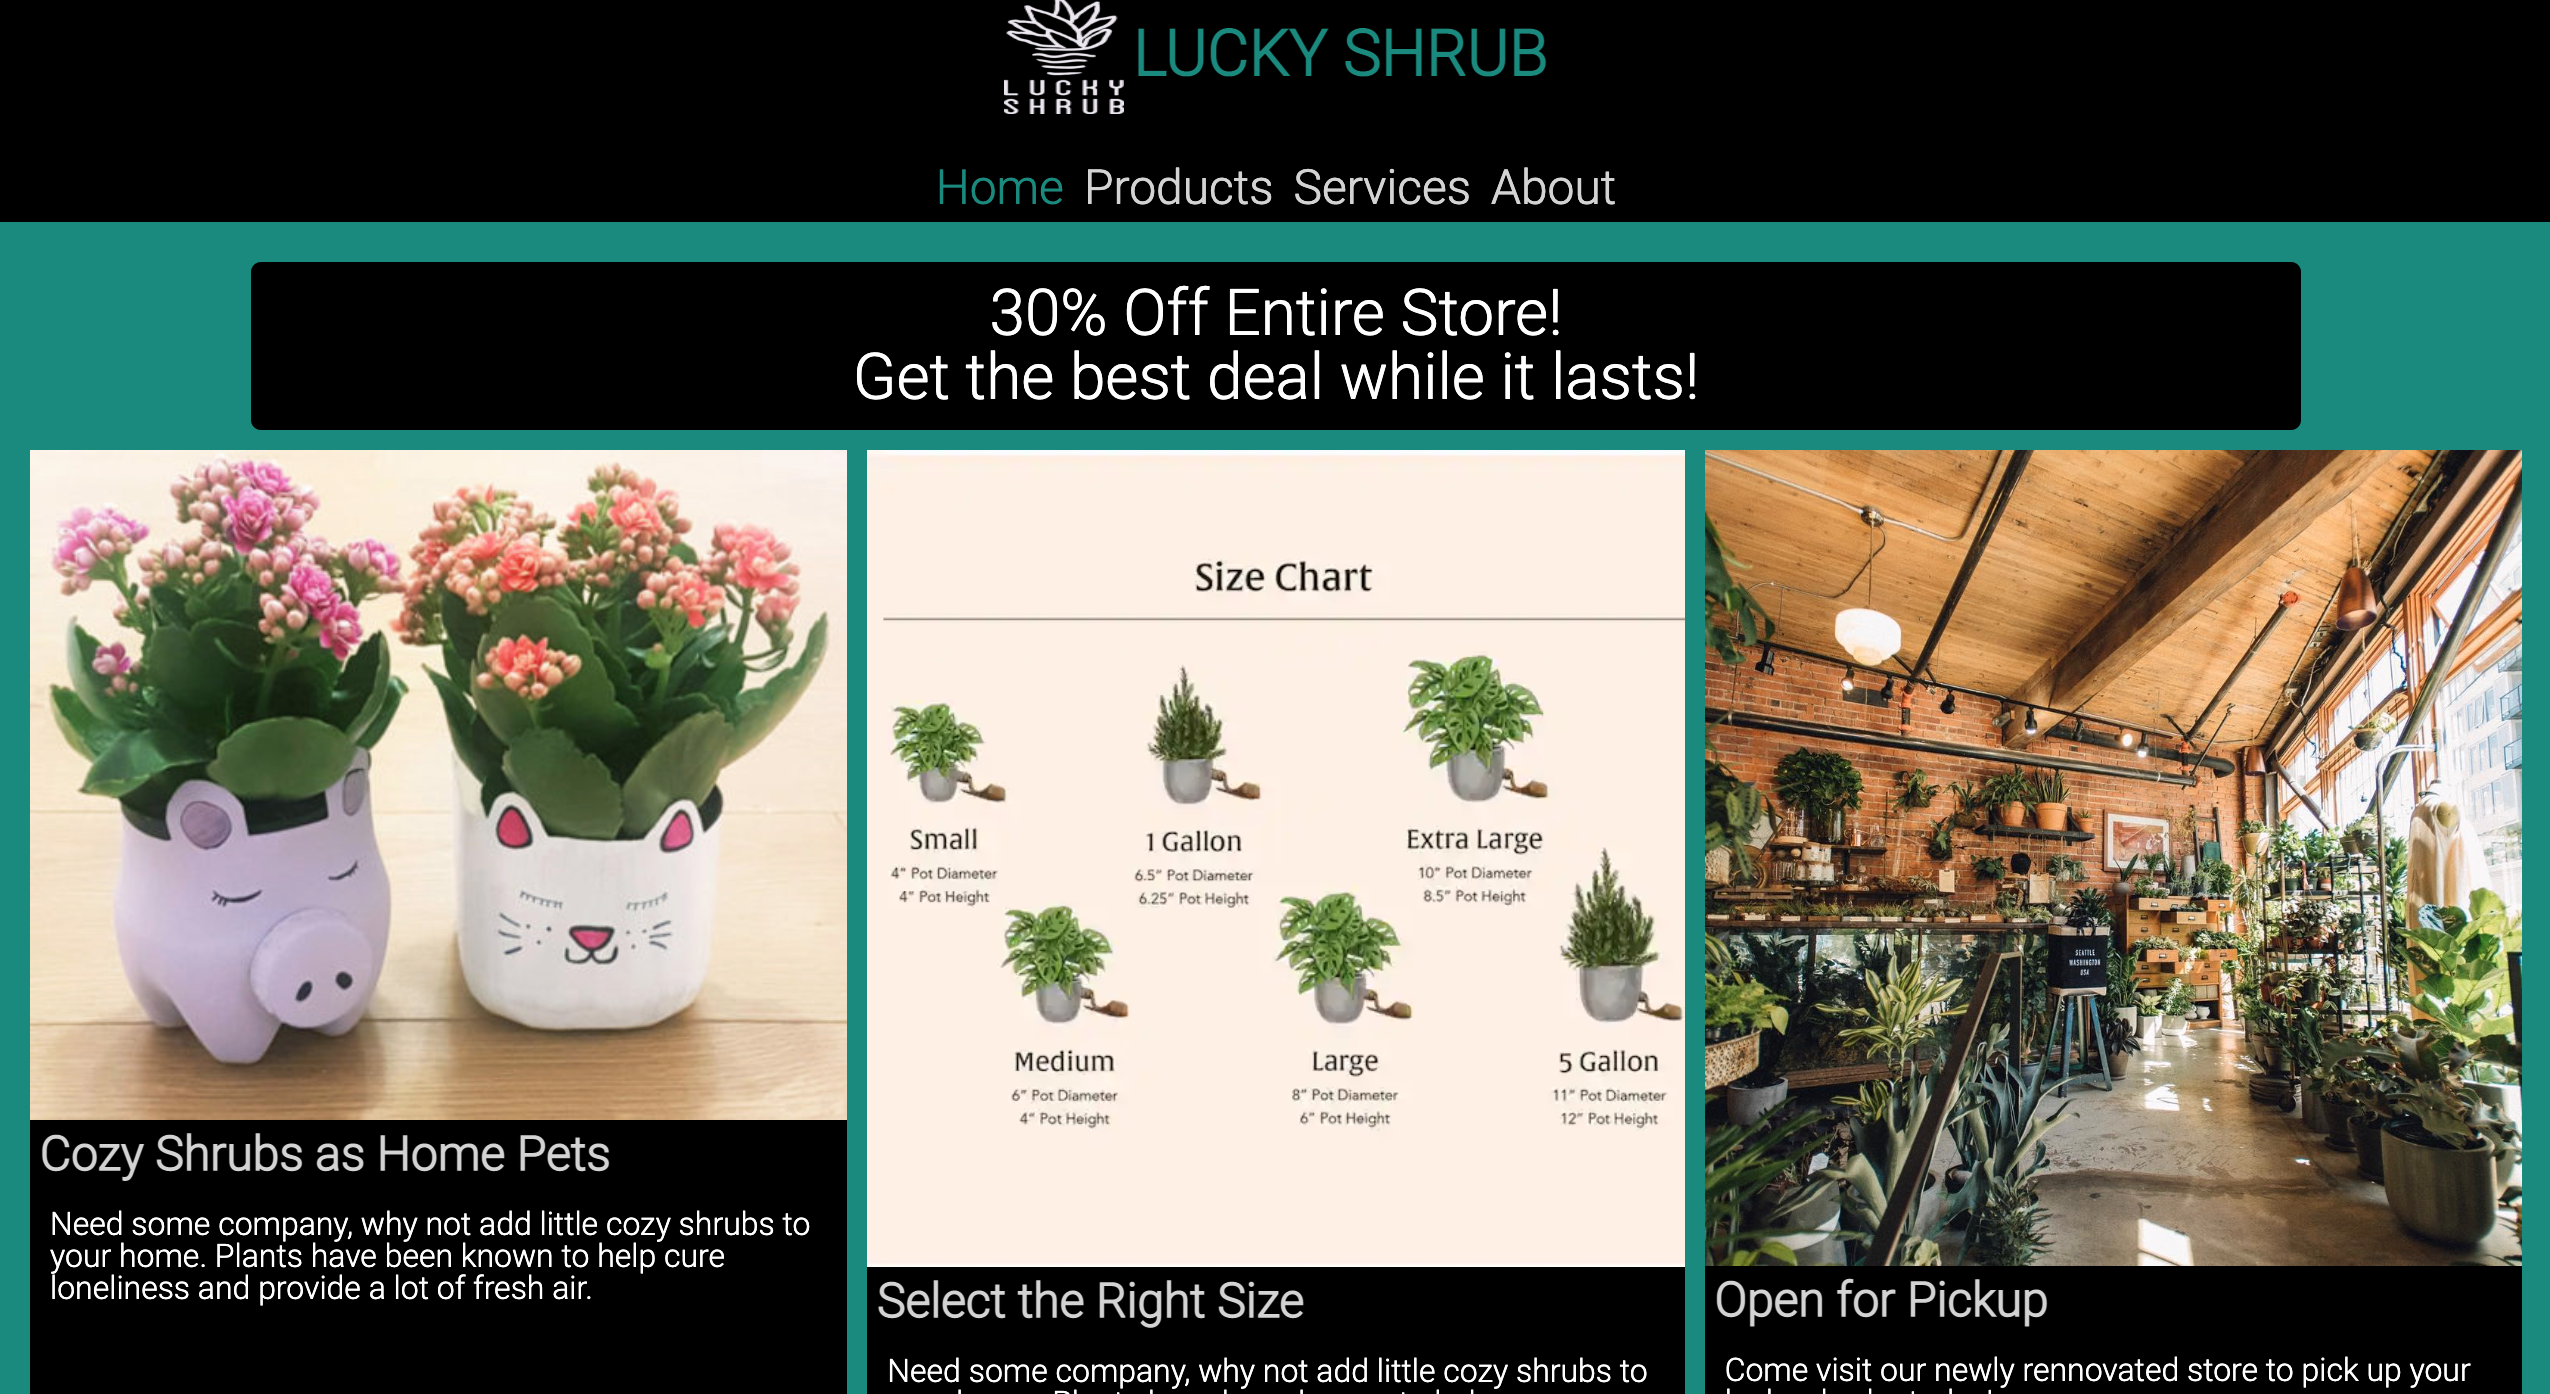 LUCKY
SHRUB
LUCKY SHRUB
Home Products Services About
30% Off Entire Store!
Get the best deal while it lasts!
Size Chart
Small
4" Pot Diameter
4" Pot Height
1 Gallon
6.5" Pot Diameter
6.25" Pot Height
Extra Large
10" Pot Diameter
8.5" Pot Height
Medium
6" Pot Diameter
4" Pot Height
Large
8" Pot Diameter
6" Pot Height
5 Gallon
11" Pot Diameter
12" Pot Height
SEATTLE
WASHINGTON
USA
Cozy Shrubs as Home Pets
Need some company, why not add little cozy shrubs to
your home. Plants have been known to help cure
loneliness and provide a lot of fresh air.
Select the Right Size
Need some company, why not add little cozy shrubs to
Open for Pickup
Come visit our newly rennovated store to pick up your